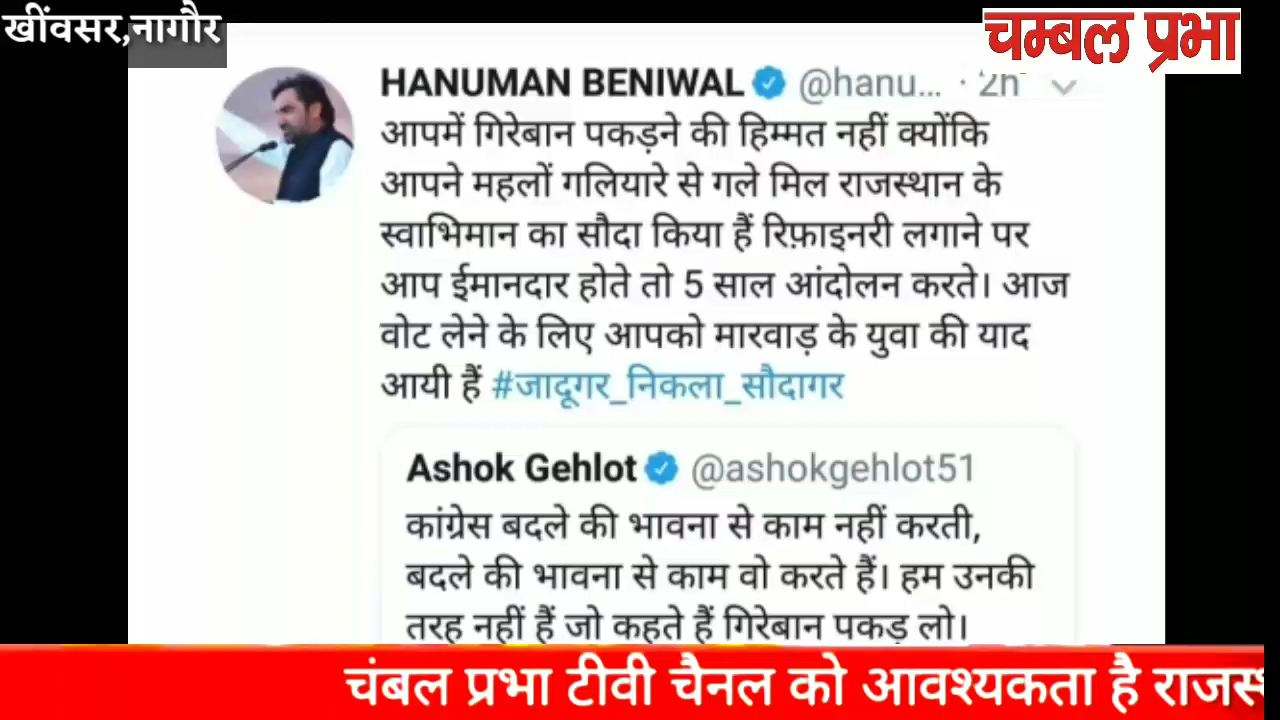 खींवसर,नागौर
चम्बल प्रभा
HANUMAN BENIWAL @hanu... · 2h
आपमें गिरेबान पकड़ने की हिम्मत नहीं क्योंकि
आपने महलों गलियारे से गले मिल राजस्थान के
स्वाभिमान का सौदा किया हैं रिफ़ाइनरी लगाने पर
आप ईमानदार होते तो 5 साल आंदोलन करते। आज
वोट लेने के लिए आपको मारवाड़ के युवा की याद
आयी हैं #जादूगर_निकला_सौदागर
Ashok Gehlot @ashokgehlot51
कांग्रेस बदले की भावना से काम नहीं करती,
बदले की भावना से काम वो करते हैं। हम उनकी
तरह नहीं हैं जो कहते हैं गिरेबान पकड़ लो।
चंबल प्रभा टीवी चैनल को आवश्यकता है